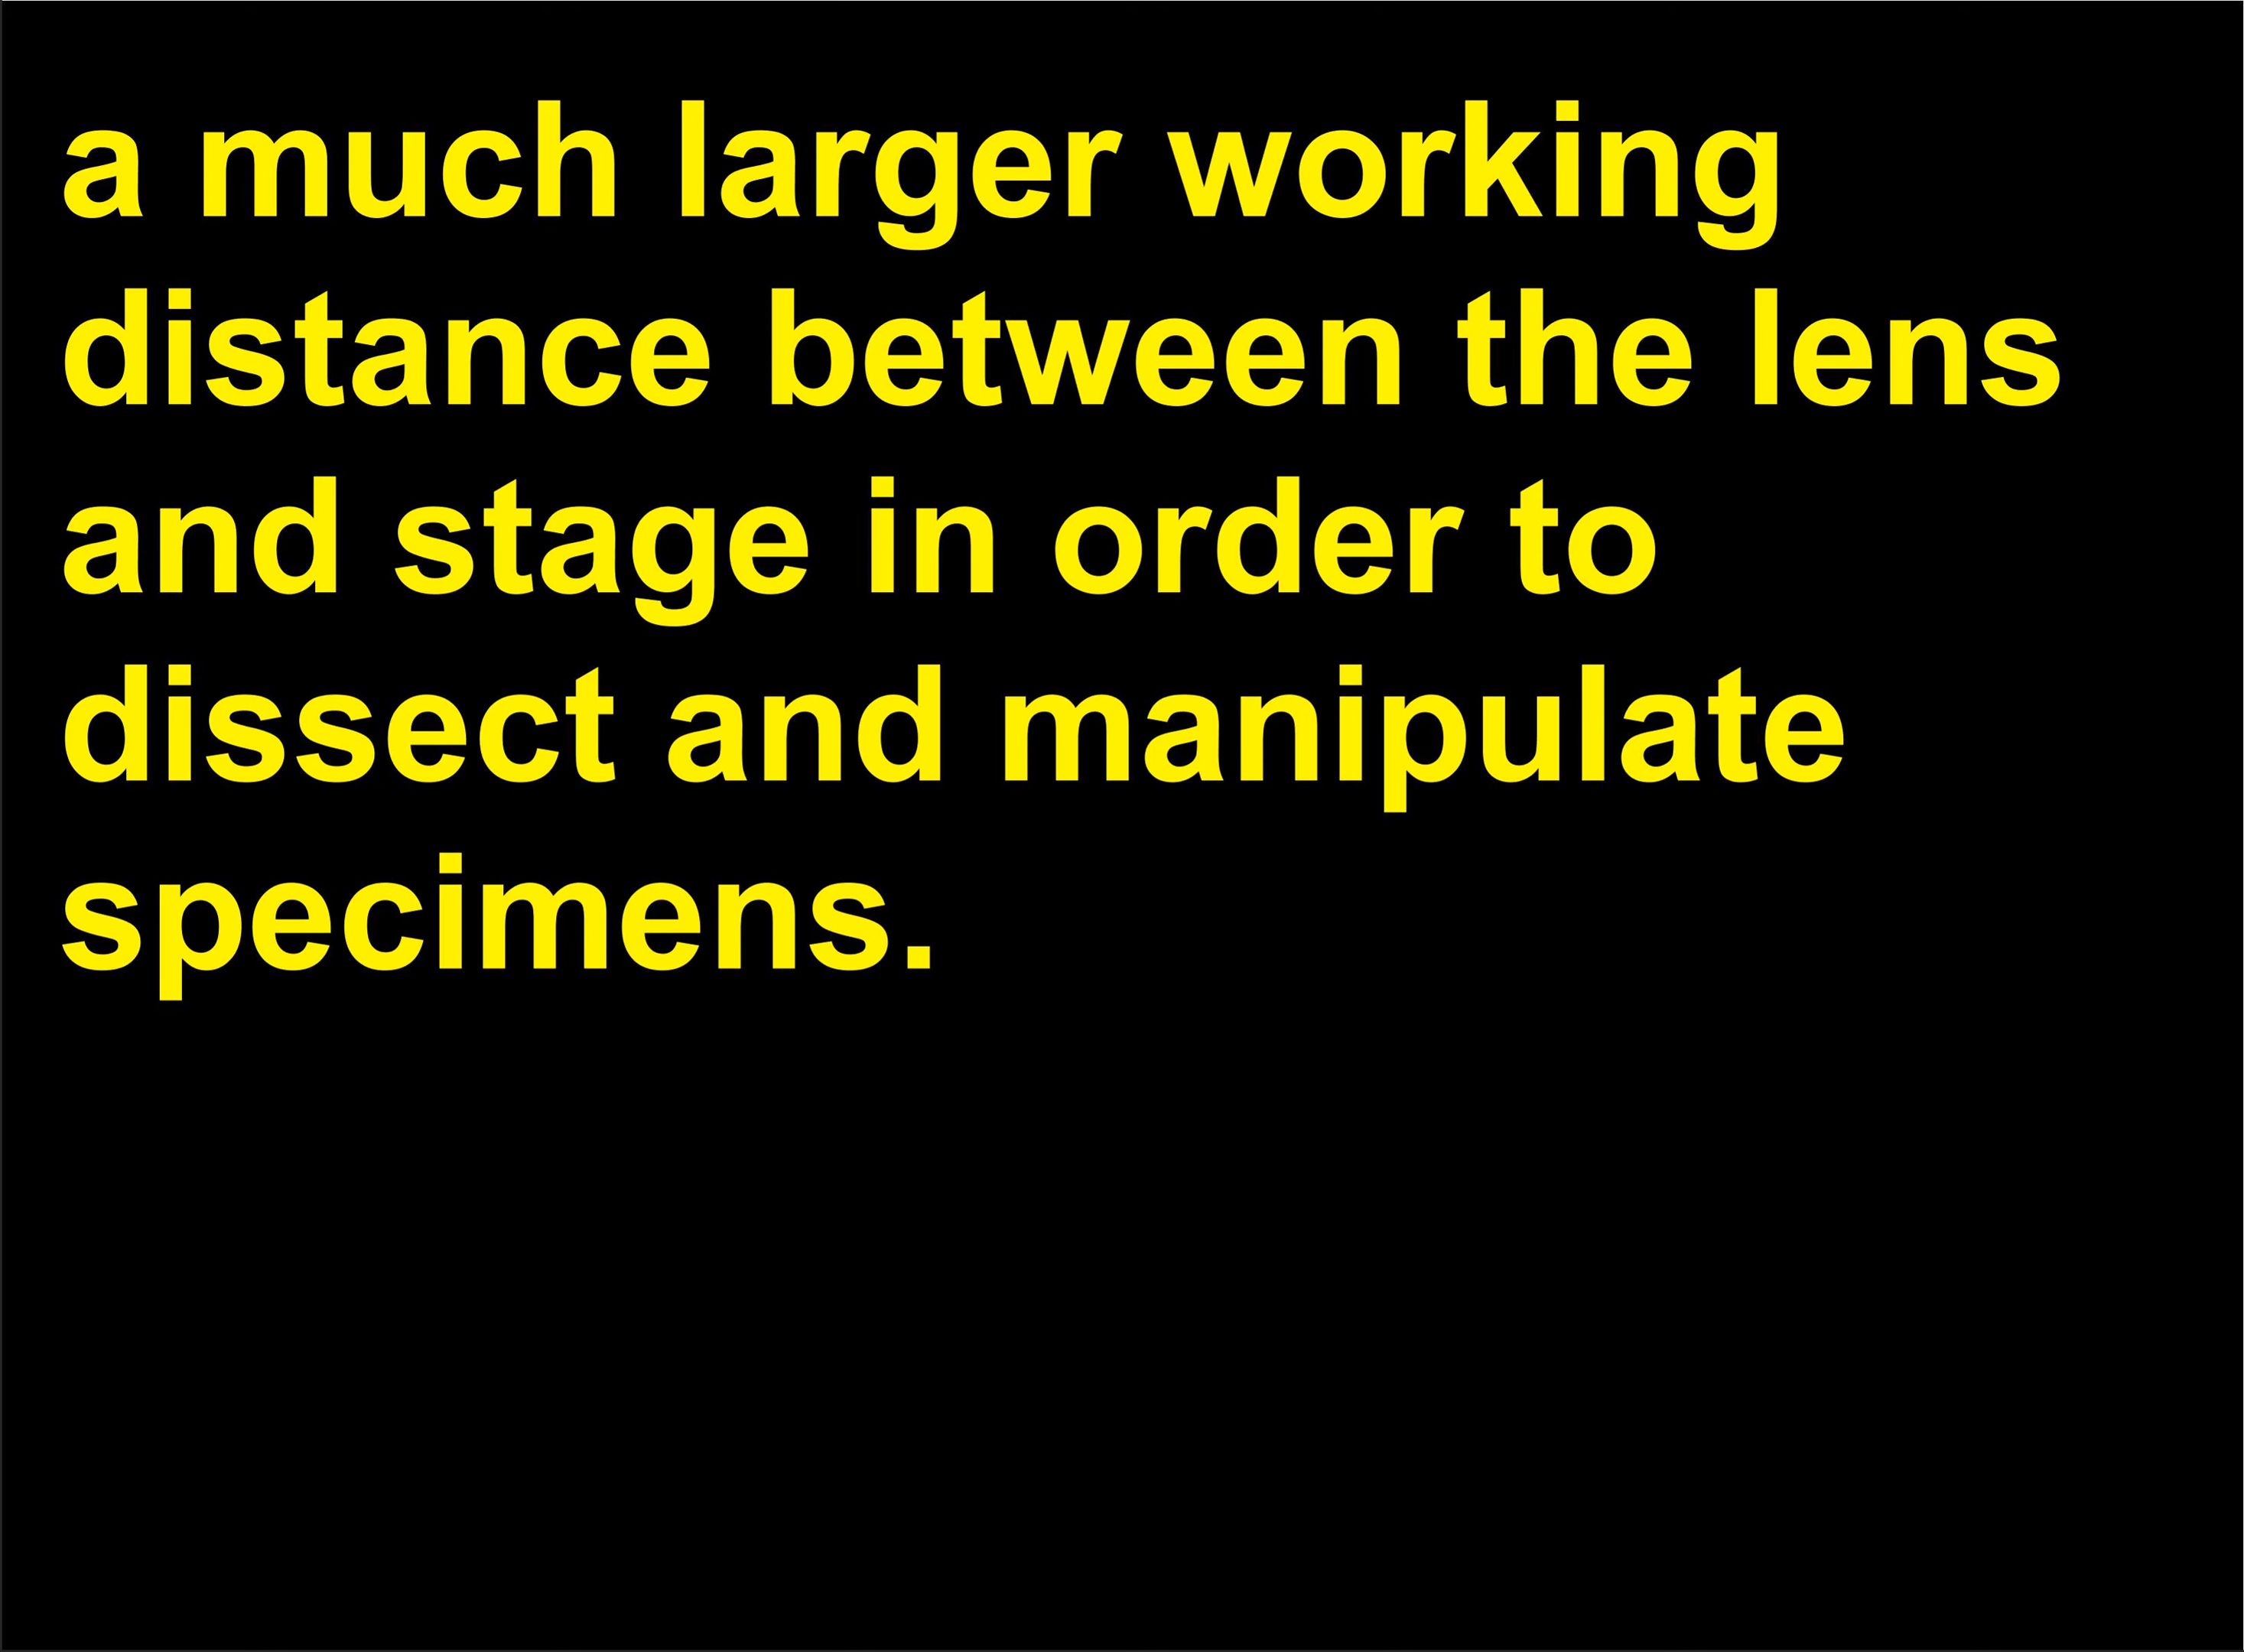 a much larger working
distance between the lens
and stage in order to
dissect and manipulate
specimens.